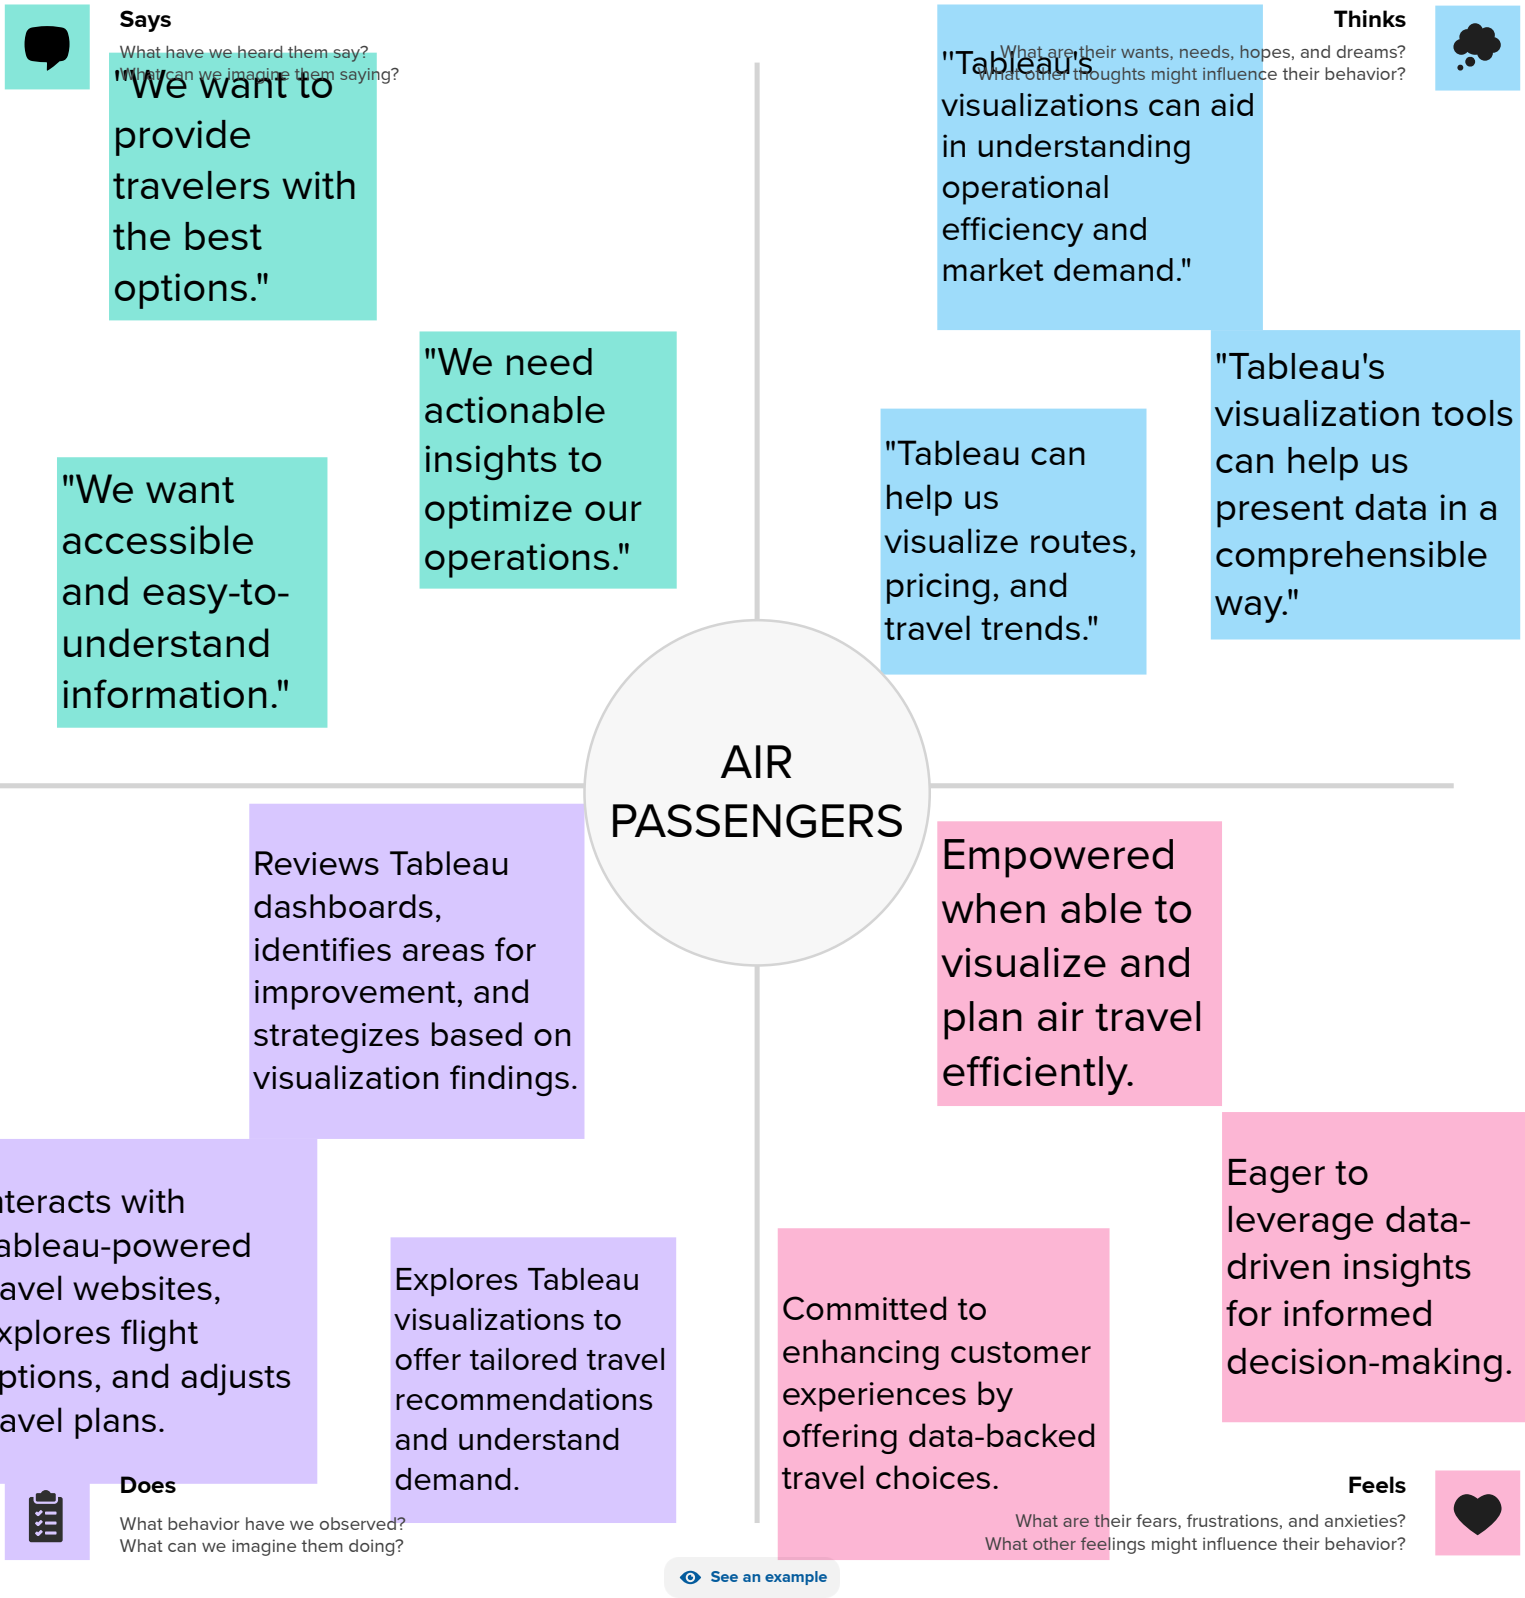 Says
What have we heard them say?
What can we imagine them saying?
"We want to
provide
travelers with
the best
options."
"We need
actionable
insights to
optimize our
operations."
"We want
accessible
and easy-to-
understand
information."
Thinks
What are their wants, needs, hopes, and dreams?
What other thoughts might influence their behavior?
"Tableau's
visualizations can aid
in understanding
operational
efficiency and
market demand."
"Tableau's
visualization tools
can help us
present data in a
comprehensible
way."
"Tableau can
help us
visualize routes,
pricing, and
travel trends."
AIR
PASSENGERS
Reviews Tableau
dashboards,
identifies areas for
improvement, and
strategizes based on
visualization findings.
nteracts with
ableau-powered
avel websites,
xplores flight
ptions, and adjusts
avel plans.
Explores Tableau
visualizations to
offer tailored travel
recommendations
and understand
demand.
Does
What behavior have we observed?
What can we imagine them doing?
Empowered
when able to
visualize and
plan air travel
efficiently.
Eager to
leverage data-
driven insights
for informed
decision-making.
Committed to
enhancing customer
experiences by
offering data-backed
travel choices.
Feels
What are their fears, frustrations, and anxieties?
What other feelings might influence their behavior?
See an example